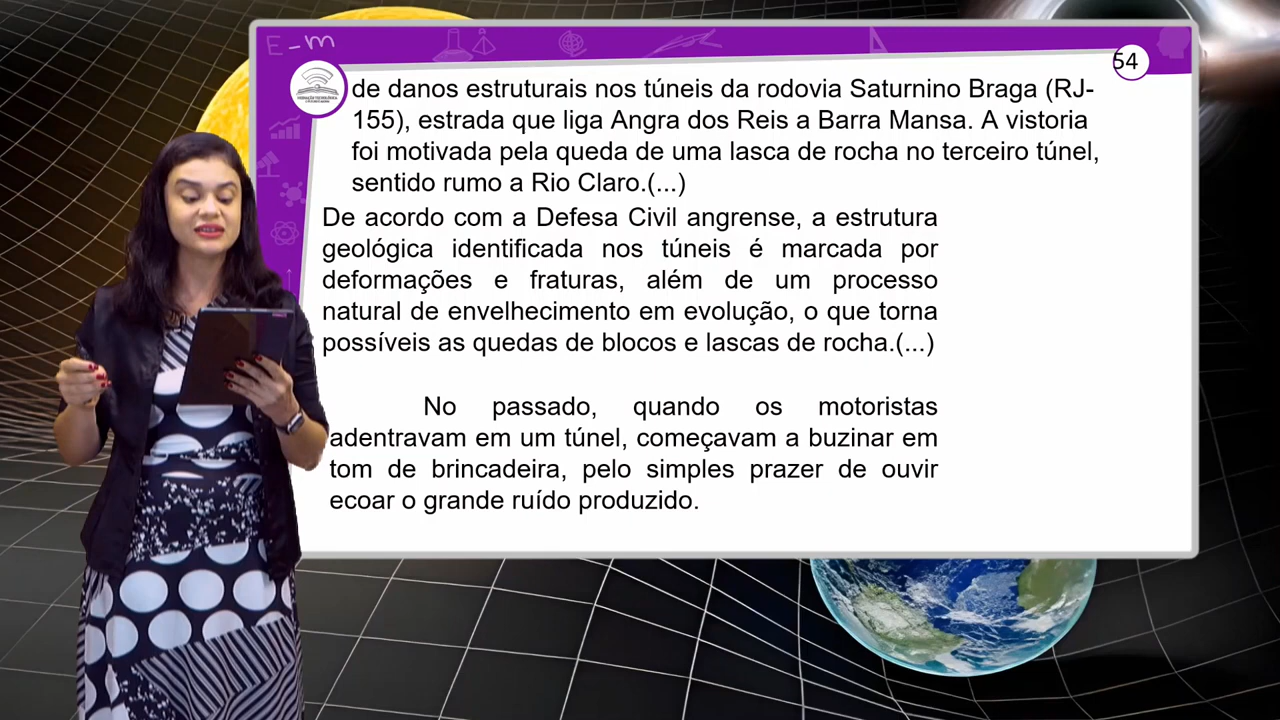 E=m
54
de danos estruturais nos túneis da rodovia Saturnino Braga (RJ-
155), estrada que liga Angra dos Reis a Barra Mansa. A vistoria
foi motivada pela queda de uma lasca de rocha no terceiro túnel,
sentido rumo a Rio Claro.(...)
De acordo com a Defesa Civil angrense, a estrutura
geológica identificada nos túneis é marcada por
deformações e fraturas, além de um processo
natural de envelhecimento em evolução, o que torna
possíveis as quedas de blocos e lascas de rocha.(...)
No passado, quando os motoristas
adentravam em um túnel, começavam a buzinar em
tom de brincadeira, pelo simples prazer de ouvir
ecoar o grande ruído produzido.